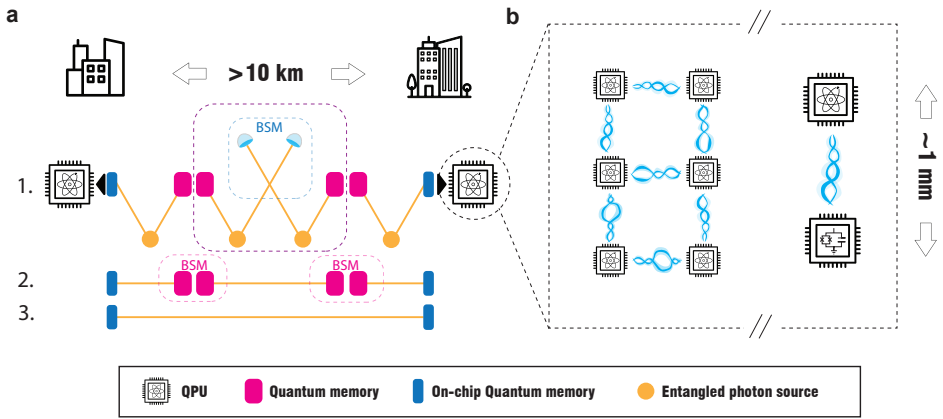 a
b
>10 km
BSM
1.
~1 mm
BSM
BSM
2.
3.
QPU
Quantum memory
On-chip Quantum memory
Entangled photon source